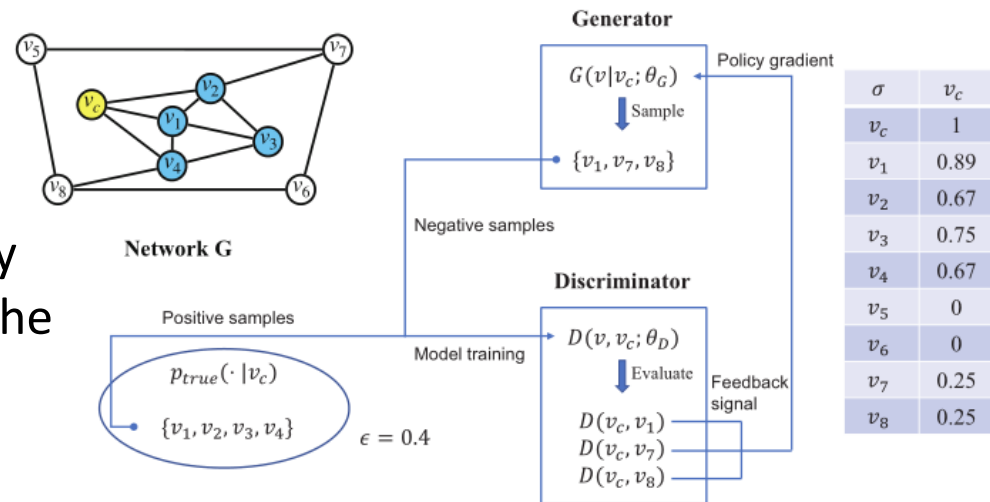 v5
v7
v2
vc
v1
v3
v4
v8
v6
Network G
y
he
Generator
G(v|vc; θG)
Sample
{v1, v7, v8}
Policy gradient
Negative samples
Positive samples
Model training
ptrue(· |vc)
{v1, v2, v3, v4}
ϵ = 0.4
Discriminator
D(v, vc; θD)
Evaluate
Feedback
signal
D(vc, v1)
D(vc, v7)
D(vc, v8)
σ vc
vc 1
v1 0.89
v2 0.67
v3 0.75
v4 0.67
v5 0
v6 0
v7 0.25
v8 0.25